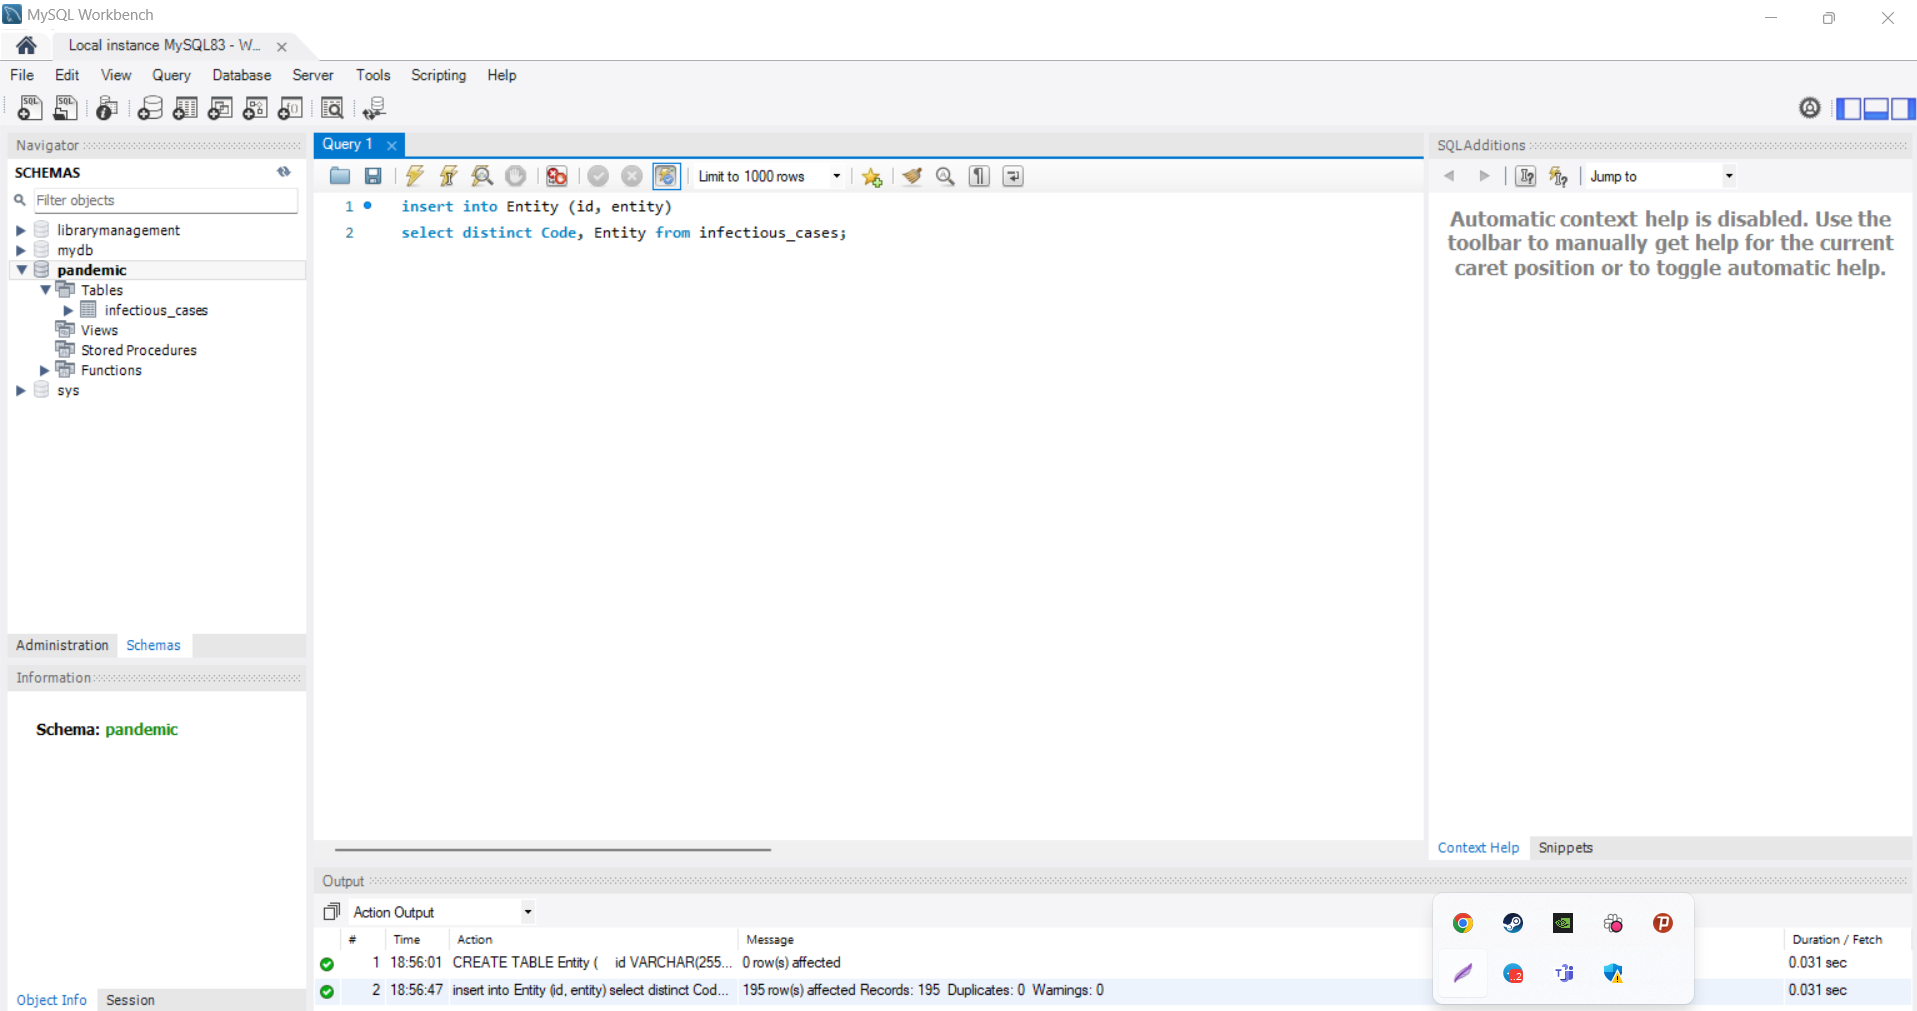 MySQL Workbench
Local instance MySQL83 - W...
File Edit View Query Database Server Tools Scripting Help
Navigator
SCHEMAS
Filter objects
librarymanagement
mydb
pandemic
Tables
infectious_cases
Views
Stored Procedures
Functions
sys
Administration Schemas
Information
Schema: pandemic
Object Info Session
Query 1
Limit to 1000 rows
1 insert into Entity (id, entity)
2 select distinct Code, Entity from infectious_cases;
SQLAdditions
Jump to
Automatic context help is disabled. Use the
toolbar to manually get help for the current
caret position or to toggle automatic help.
Context Help Snippets
Output
Action Output
# Time Action Message Duration / Fetch
1 18:56:01 CREATE TABLE Entity ( id VARCHAR(255... 0 row(s) affected 0.031 sec
2 18:56:47 insert into Entity (id, entity) select distinct Cod... 195 row(s) affected Records: 195 Duplicates: 0 Warnings: 0 0.031 sec